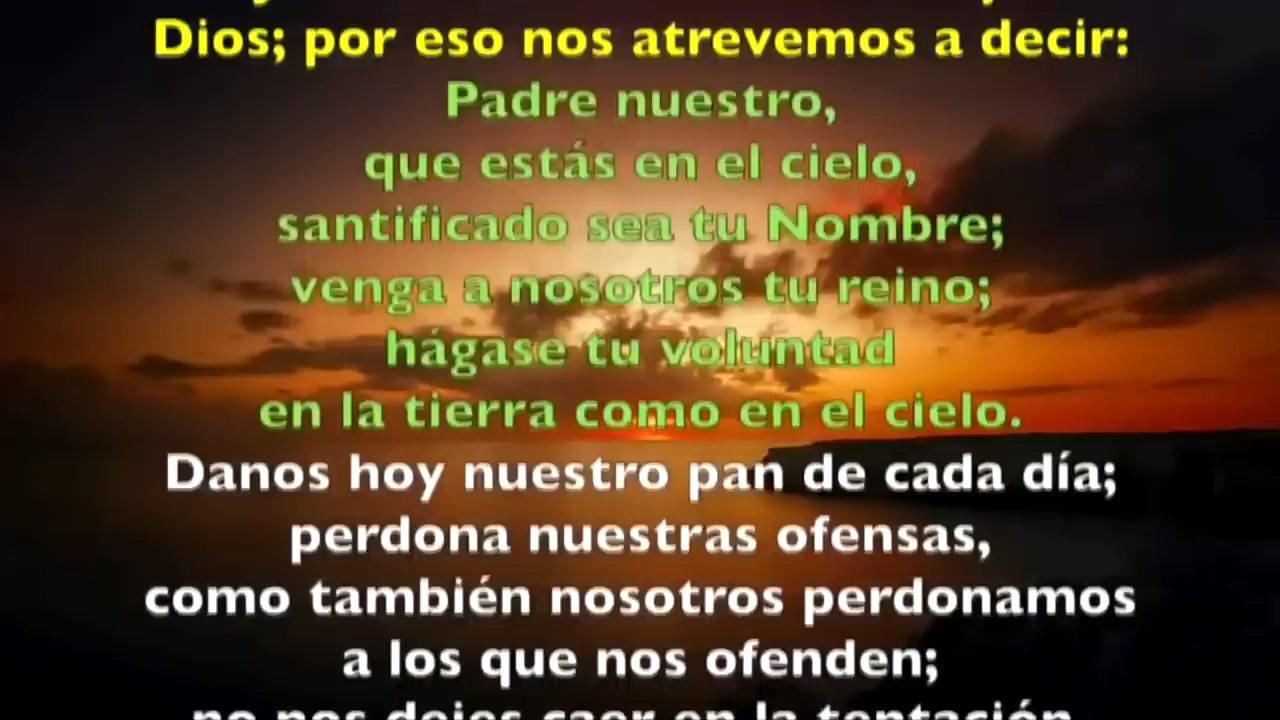 Dios; por eso nos atrevemos a decir:
Padre nuestro,
que estás en el cielo,
santificado sea tu Nombre;
venga a nosotros tu reino;
hágase tu voluntad
en la tierra como en el cielo.
Danos hoy nuestro pan de cada día;
perdona nuestras ofensas,
como también nosotros perdonamos
a los que nos ofenden;
no nos dejes caer en la tentación